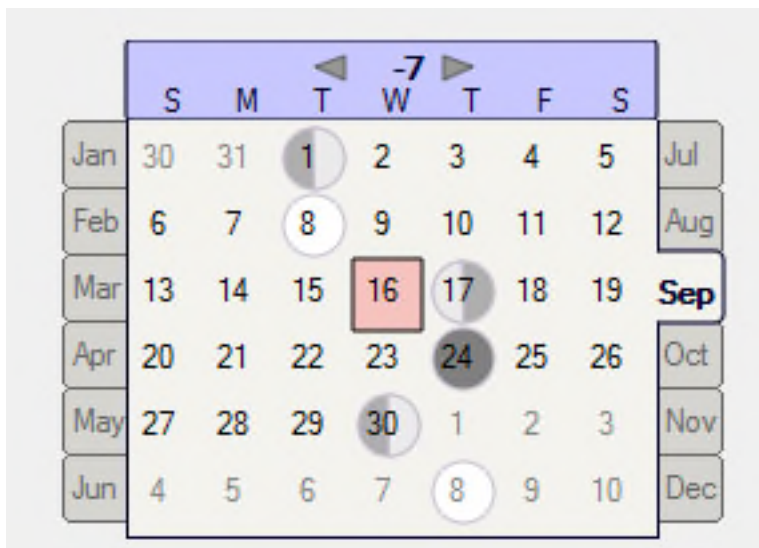 -7
S M T W T F S
Jan 30 31 1 2 3 4 5 Jul
Feb 6 7 8 9 10 11 12 Aug
Mar 13 14 15 16 17 18 19 Sep
Apr 20 21 22 23 24 25 26 Oct
May 27 28 29 30 1 2 3 Nov
Jun 4 5 6 7 8 9 10 Dec